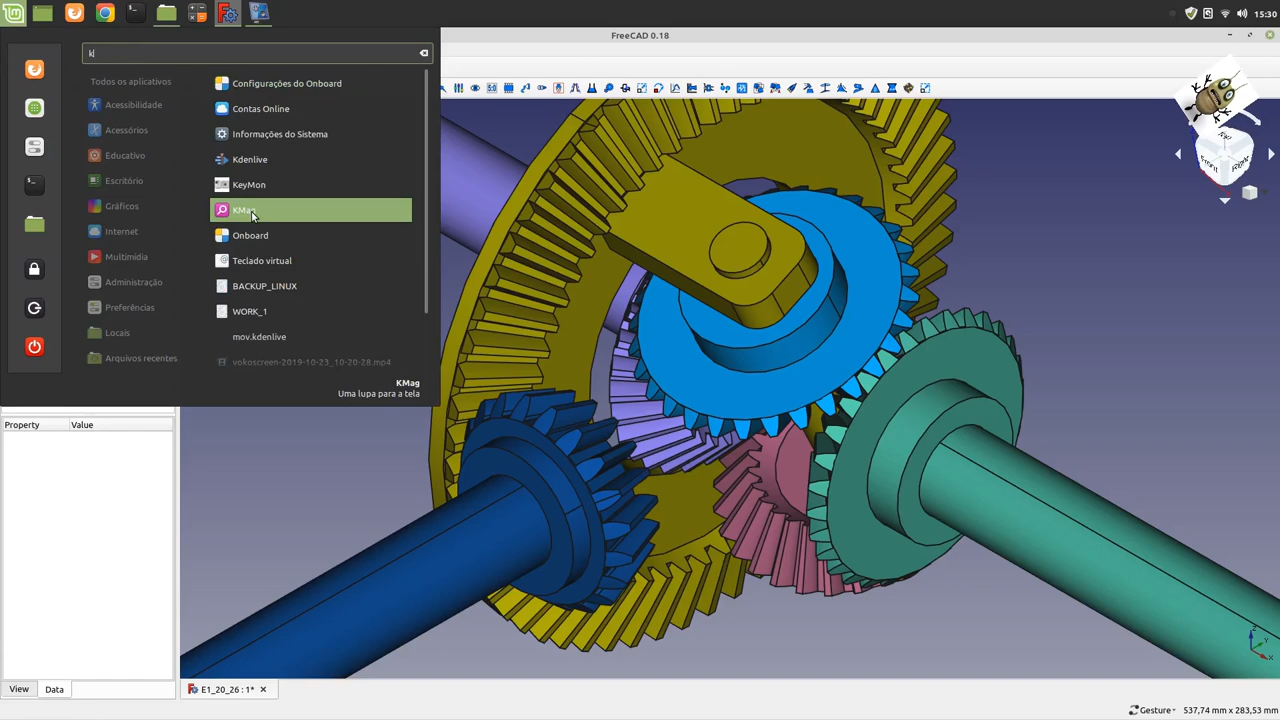 15:30
FreeCAD 0.18
k
Todos os aplicativos
Acessibilidade
Acessórios
Educativo
Escritório
Gráficos
Internet
Multimídia
Administração
Preferências
Locais
Arquivos recentes
Configurações do Onboard
Contas Online
Informações do Sistema
Kdenlive
KeyMon
KMag
Onboard
Teclado virtual
BACKUP_LINUX
WORK_1
mov.kdenlive
vokoscreen-2019-10-23_10-20-28.mp4
KMag
Uma lupa para a tela
Property Value
View Data
E1_20_26 : 1*
Gesture 537,74 mm x 283,53 mm